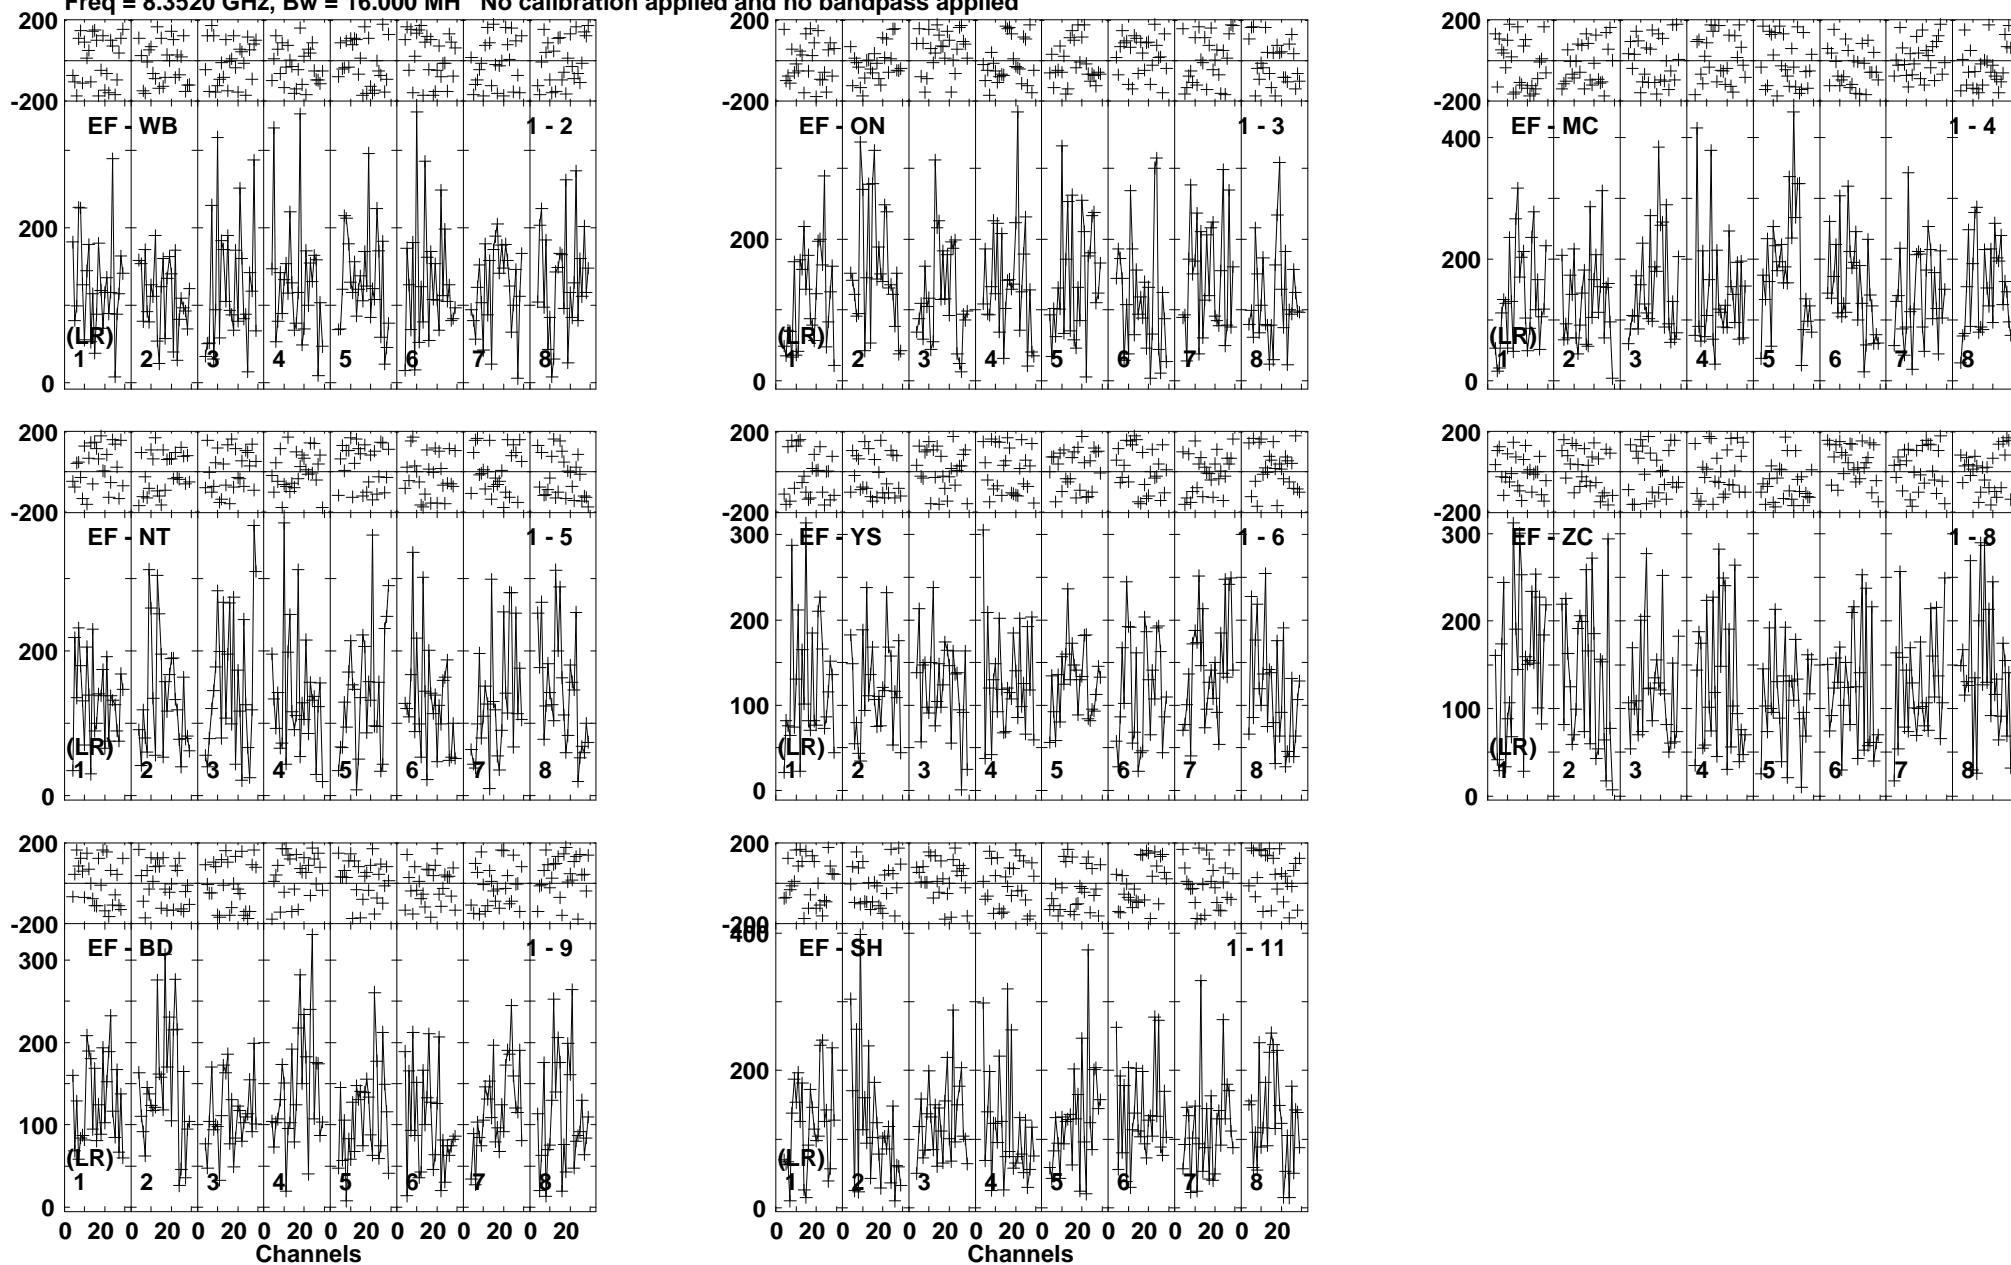 Freq = 8.3520 GHz, Bw = 16.000 MH No calibration applied and no bandpass applied
200 200 200
-200 -200 -200
EF - WB 1 - 2 EF - ON 1 - 3 EF - MC 1 - 4
400
200 200 200
(LR) (LR) (LR)
1 2 3 4 5 6 7 8 1 2 3 4 5 6 7 8 1 2 3 4 5 6 7 8
0 0 0
200 200 200
-200 -200 -200
EF - NT 1 - 5 EF - YS 1 - 6 EF - ZC 1 - 8
300 300
200 200 200
100 100
(LR) (LR) (LR)
1 2 3 4 5 6 7 8 1 2 3 4 5 6 7 8 1 2 3 4 5 6 7 8
0 0 0
200 200
-200 -200
400
EF - BD 1 - 9 EF - SH 1 - 11
300
200 200
100
(LR) (LR)
1 2 3 4 5 6 7 8 1 2 3 4 5 6 7 8
0 0
0 20 0 20 0 20 0 20 0 20 0 20 0 20 0 20 0 20 0 20 0 20 0 20 0 20 0 20 0 20 0 20
Channels Channels